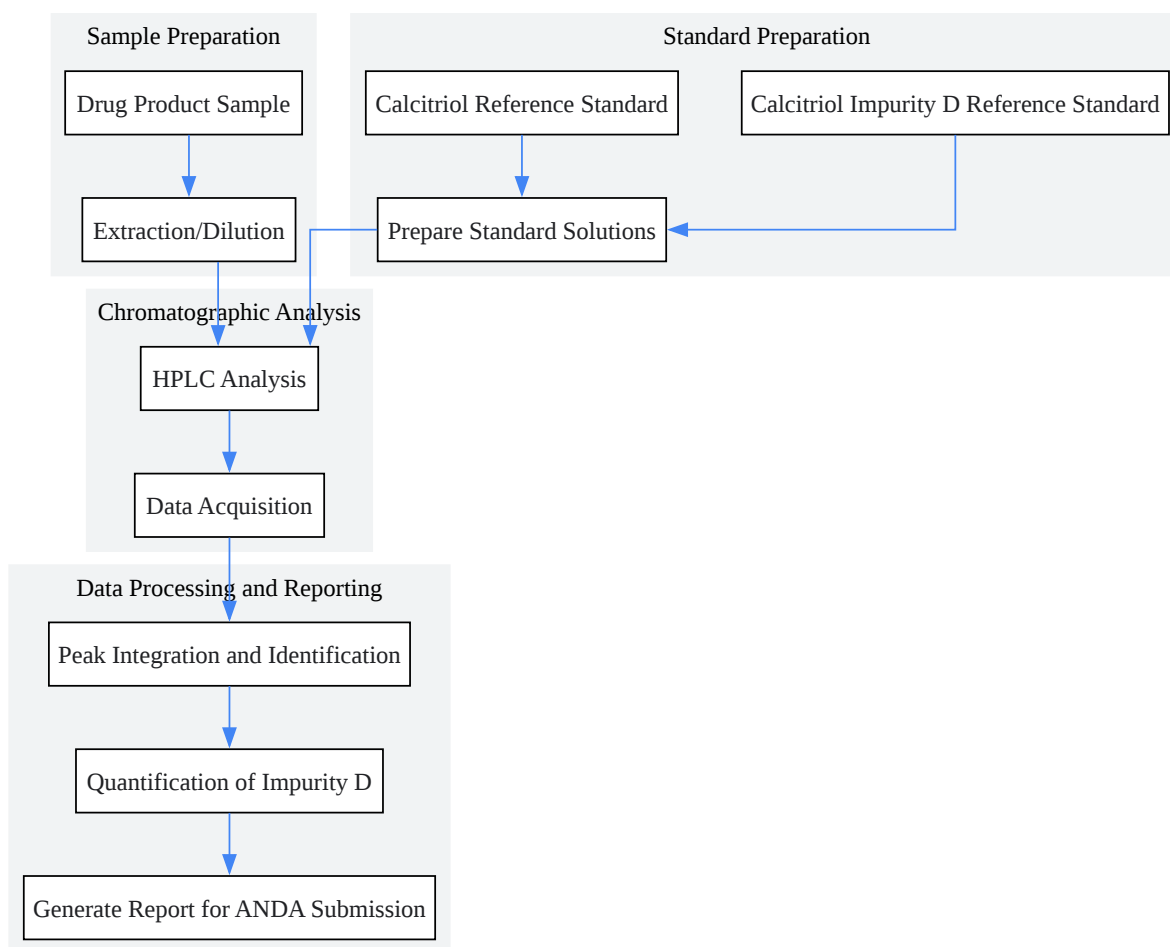 Sample Preparation
Standard Preparation
Drug Product Sample
Calcitriol Reference Standard
Calcitriol Impurity D Reference Standard
Extraction/Dilution
Prepare Standard Solutions
Chromatographic Analysis
HPLC Analysis
Data Acquisition
Data Processing and Reporting
Peak Integration and Identification
Quantification of Impurity D
Generate Report for ANDA Submission